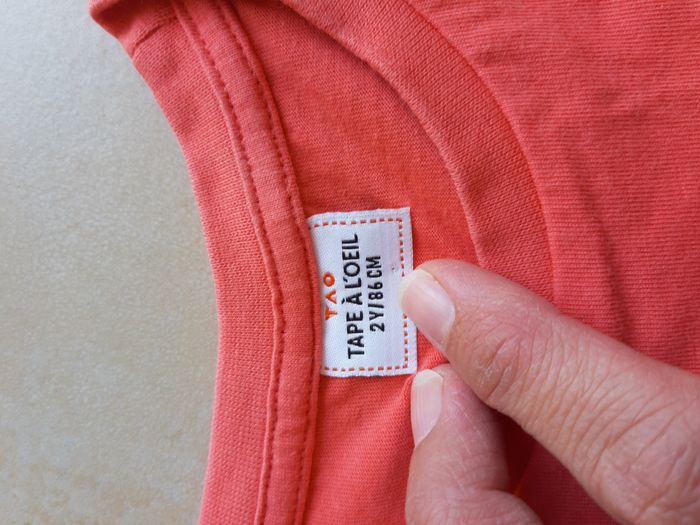 TAO
TAPE À L'OEIL
2Y/86 CM